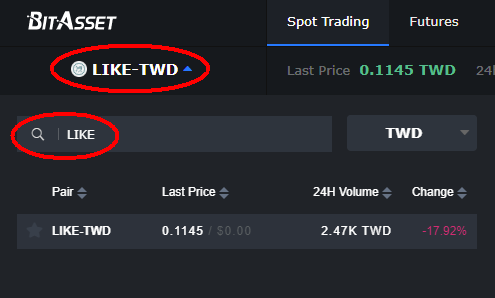 BITASSET
Spot Trading Futures
LIKE-TWD Last Price 0.1145 TWD 24H
LIKE TWD
Pair Last Price 24H Volume Change
LIKE-TWD 0.1145 / $0.00 2.47K TWD -17.92%